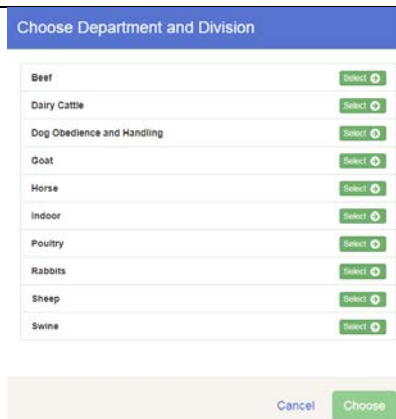 Choose Department and Division
Beef Select
Dairy Cattle Select
Dog Obedience and Handling Select
Goat Select
Horse Select
Indoor Select
Poultry Select
Rabbits Select
Sheep Select
Swine Select
Cancel Choose